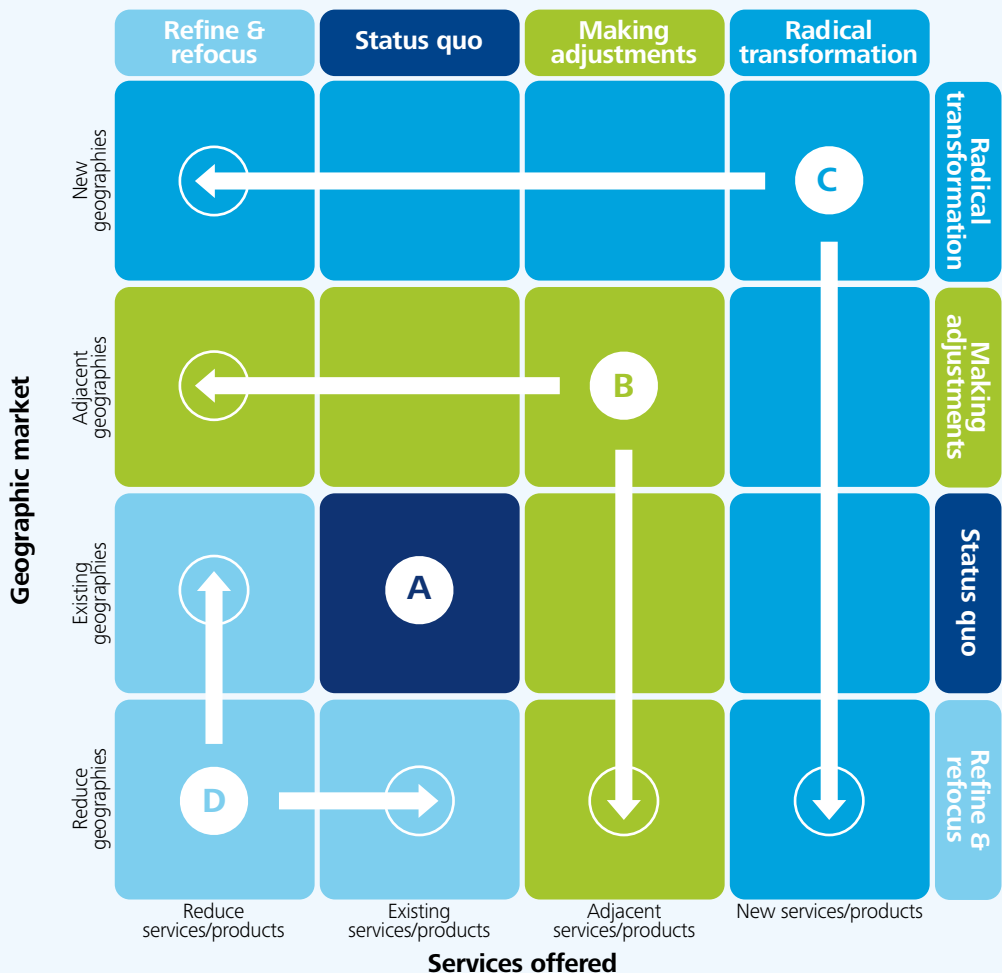 Refine &
refocus
Status quo
Making
adjustments
Radical
transformation
New
geographies
C
Radical
transformation
Adjacent
geographies
B
Making
adjustments
Geographic market
Existing
geographies
A
Status quo
Reduce
geographies
D
Refine &
refocus
Reduce
services/products
Existing
services/products
Adjacent
services/products
New services/products
Services offered